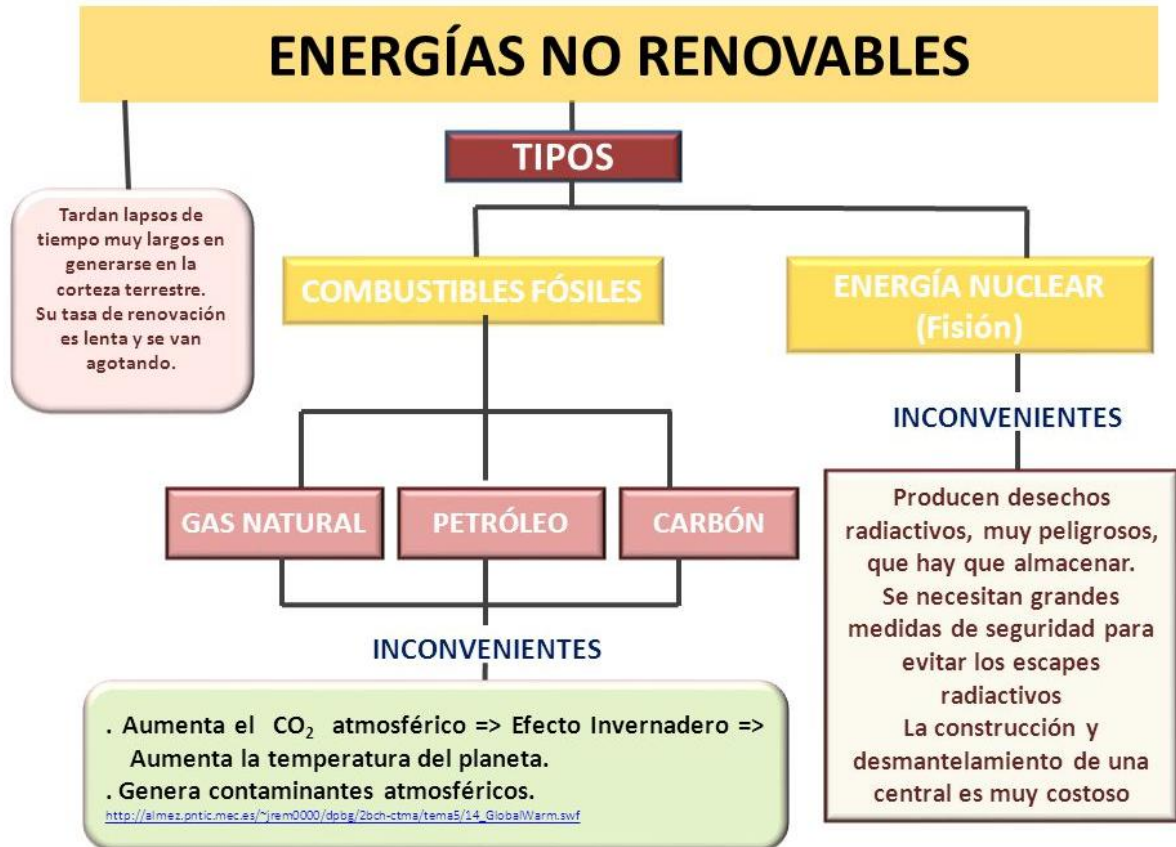 ENERGÍAS NO RENOVABLES
TIPOS
Tardan lapsos de
tiempo muy largos en
generarse en la
corteza terrestre.
Su tasa de renovación
es lenta y se van
agotando.
COMBUSTIBLES FÓSILES
ENERGÍA NUCLEAR
(Fisión)
INCONVENIENTES
GAS NATURAL
PETRÓLEO
CARBÓN
Producen desechos
radiactivos, muy peligrosos,
que hay que almacenar.
Se necesitan grandes
medidas de seguridad para
evitar los escapes
radiactivos
La construcción y
desmantelamiento de una
central es muy costoso
INCONVENIENTES
. Aumenta el CO₂ atmosférico => Efecto Invernadero =>
Aumenta la temperatura del planeta.
. Genera contaminantes atmosféricos.
http://almez.pntic.mec.es/~jrem0000/dpbg/2bch-ctma/tema5/14_GlobalWarm.swf